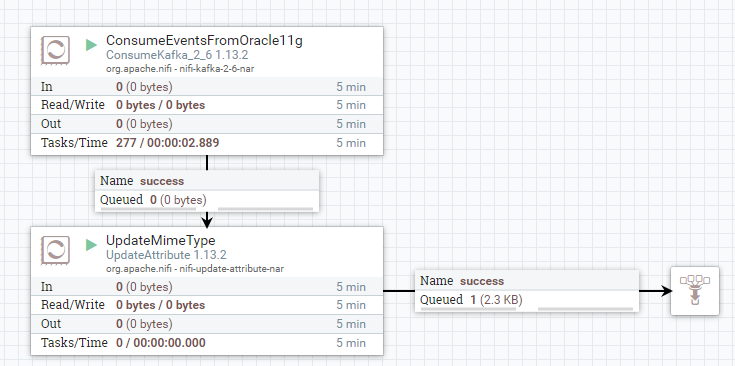 ConsumeEventsFromOracle11g
ConsumeKafka_2_6 1.13.2
org.apache.nifi - nifi-kafka-2-6-nar
In 0 (0 bytes) 5 min
Read/Write 0 bytes / 0 bytes 5 min
Out 0 (0 bytes) 5 min
Tasks/Time 277 / 00:00:02.889 5 min
Name success
Queued 0 (0 bytes)
UpdateMimeType
UpdateAttribute 1.13.2
org.apache.nifi - nifi-update-attribute-nar
In 0 (0 bytes) 5 min
Read/Write 0 bytes / 0 bytes 5 min
Out 0 (0 bytes) 5 min
Tasks/Time 0 / 00:00:00.000 5 min
Name success
Queued 1 (2.3 KB)